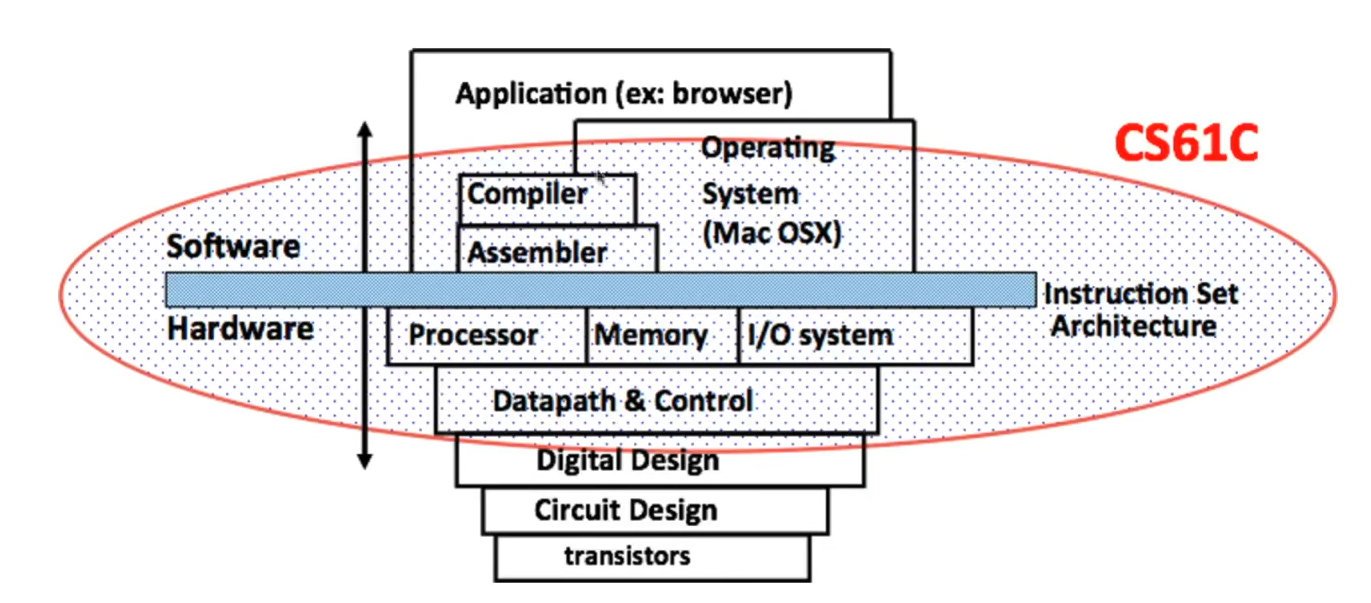 Application (ex: browser)
CS61C
Operating
System
(Mac OSX)
Compiler
Assembler
Software
Hardware
Instruction Set
Architecture
Processor
Memory
I/O system
Datapath & Control
Digital Design
Circuit Design
transistors